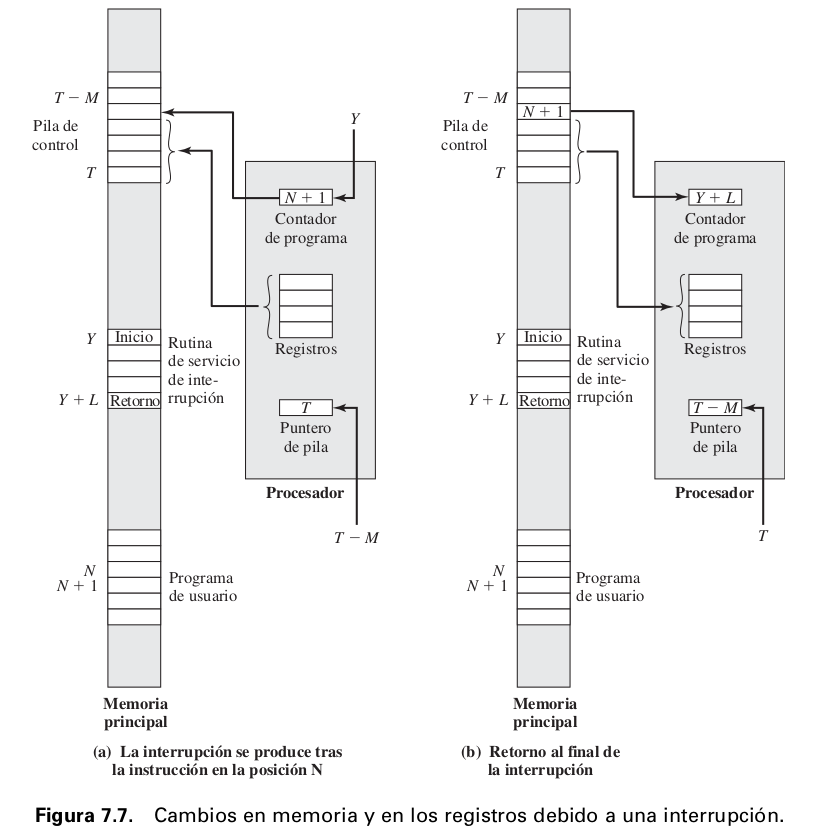 T − M
Pila de
control
T
Y
N + 1
Contador
de programa
Registros
Y
Inicio
Rutina
de servicio
de inte-
rrupción
Y + L
Retorno
T
Puntero
de pila
Procesador
T − M
N
N + 1
Programa
de usuario
Memoria
principal
(a) La interrupción se produce tras
la instrucción en la posición N
T − M
N + 1
Pila de
control
T
Y + L
Contador
de programa
Registros
Y
Inicio
Rutina
de servicio
de inte-
rrupción
Y + L
Retorno
T − M
Puntero
de pila
Procesador
T
N
N + 1
Programa
de usuario
Memoria
principal
(b) Retorno al final de
la interrupción
Figura 7.7. Cambios en memoria y en los registros debido a una interrupción.